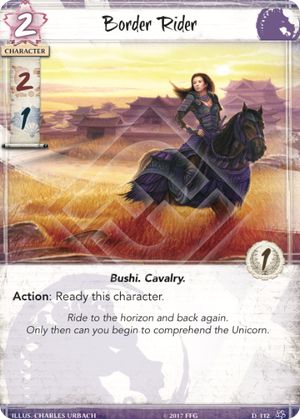 2
Border Rider
CHARACTER
2
1
1
Bushi. Cavalry.
Action: Ready this character.
Ride to the horizon and back again.
Only then can you begin to comprehend the Unicorn.
ILLUS. CHARLES URBACH
© 2017 FFG
D 112